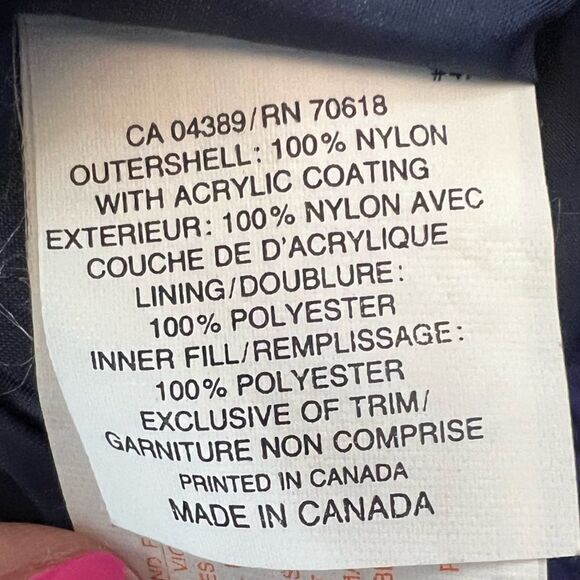 CA 04389/RN 70618
OUTERSHELL: 100% NYLON
WITH ACRYLIC COATING
EXTERIEUR: 100% NYLON AVEC
COUCHE DE D'ACRYLIQUE
LINING/DOUBLURE:
100% POLYESTER
INNER FILL/REMPLISSAGE:
100% POLYESTER
EXCLUSIVE OF TRIM/
GARNITURE NON COMPRISE
PRINTED IN CANADA
MADE IN CANADA